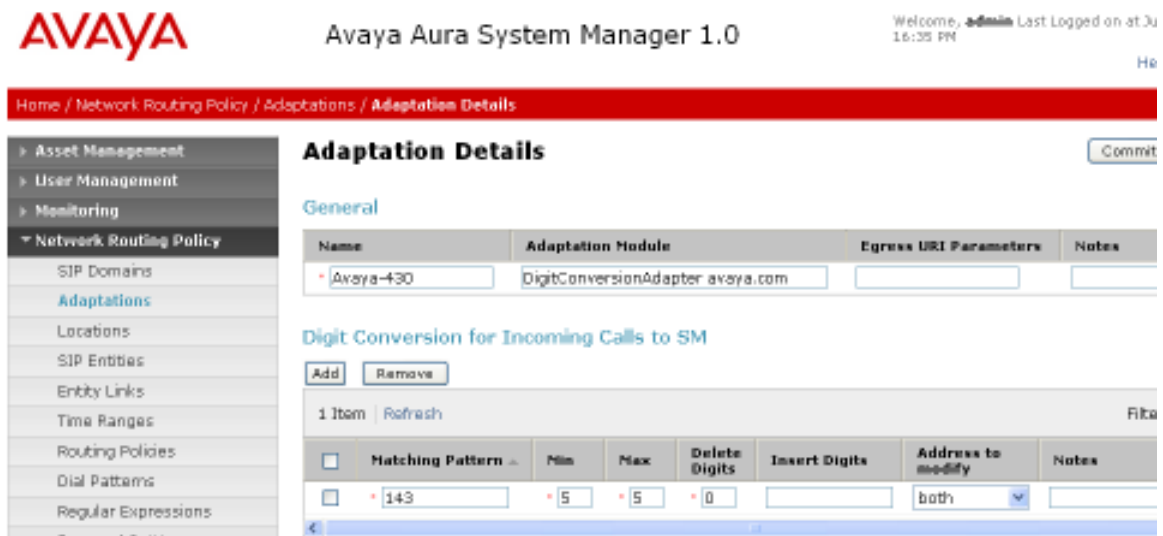 AVAYA
Avaya Aura System Manager 1.0
Welcome, admin Last Logged on at Ju
16:35 PM
He
Home / Network Routing Policy / Adaptations / Adaptation Details
Asset Management
User Management
Monitoring
Network Routing Policy
SIP Domains
Adaptations
Locations
SIP Entities
Entity Links
Time Ranges
Routing Policies
Dial Patterns
Regular Expressions
Adaptation Details
Commit
General
Name Adaptation Module Egress URI Parameters Notes
* Avaya-430 DigitConversionAdapter avaya.com
Digit Conversion for Incoming Calls to SM
Add Remove
1 Item Refresh Filte
Matching Pattern Min Max Delete Digits Insert Digits Address to modify Notes
* 143 * 5 * 5 * 0 both